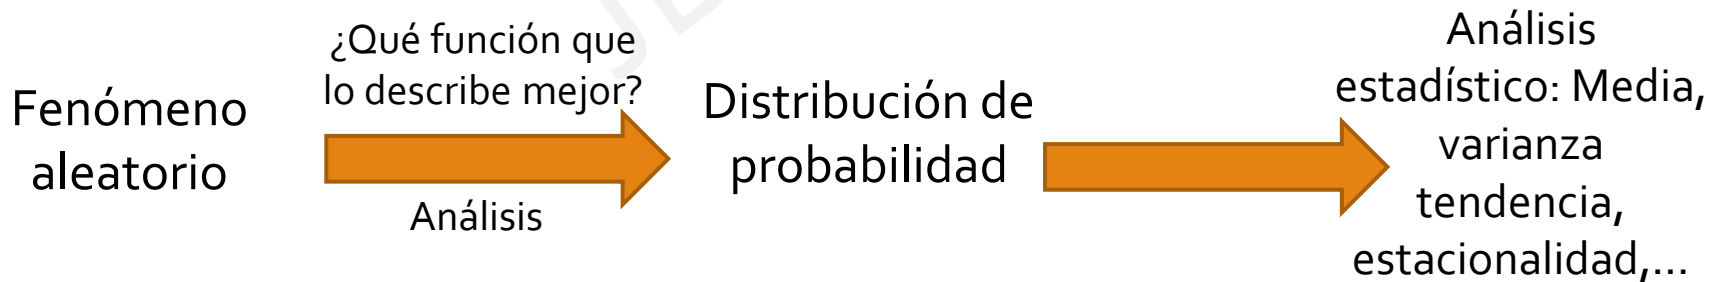 Fenómeno
aleatorio
¿Qué función que
lo describe mejor?
Análisis
Distribución de
probabilidad
Análisis
estadístico: Media,
varianza
tendencia,
estacionalidad,...